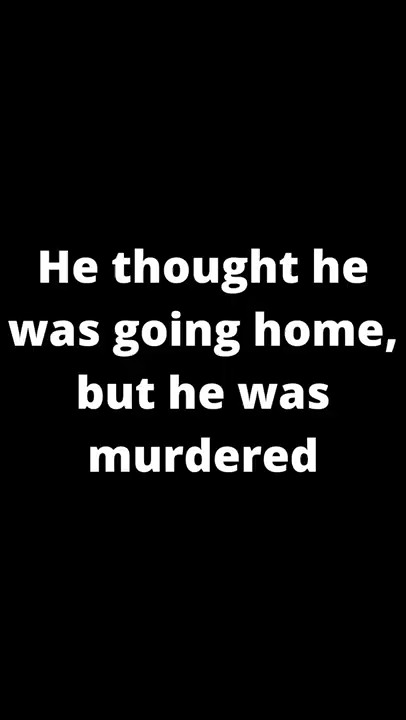 He thought he
was going home,
but he was
murdered